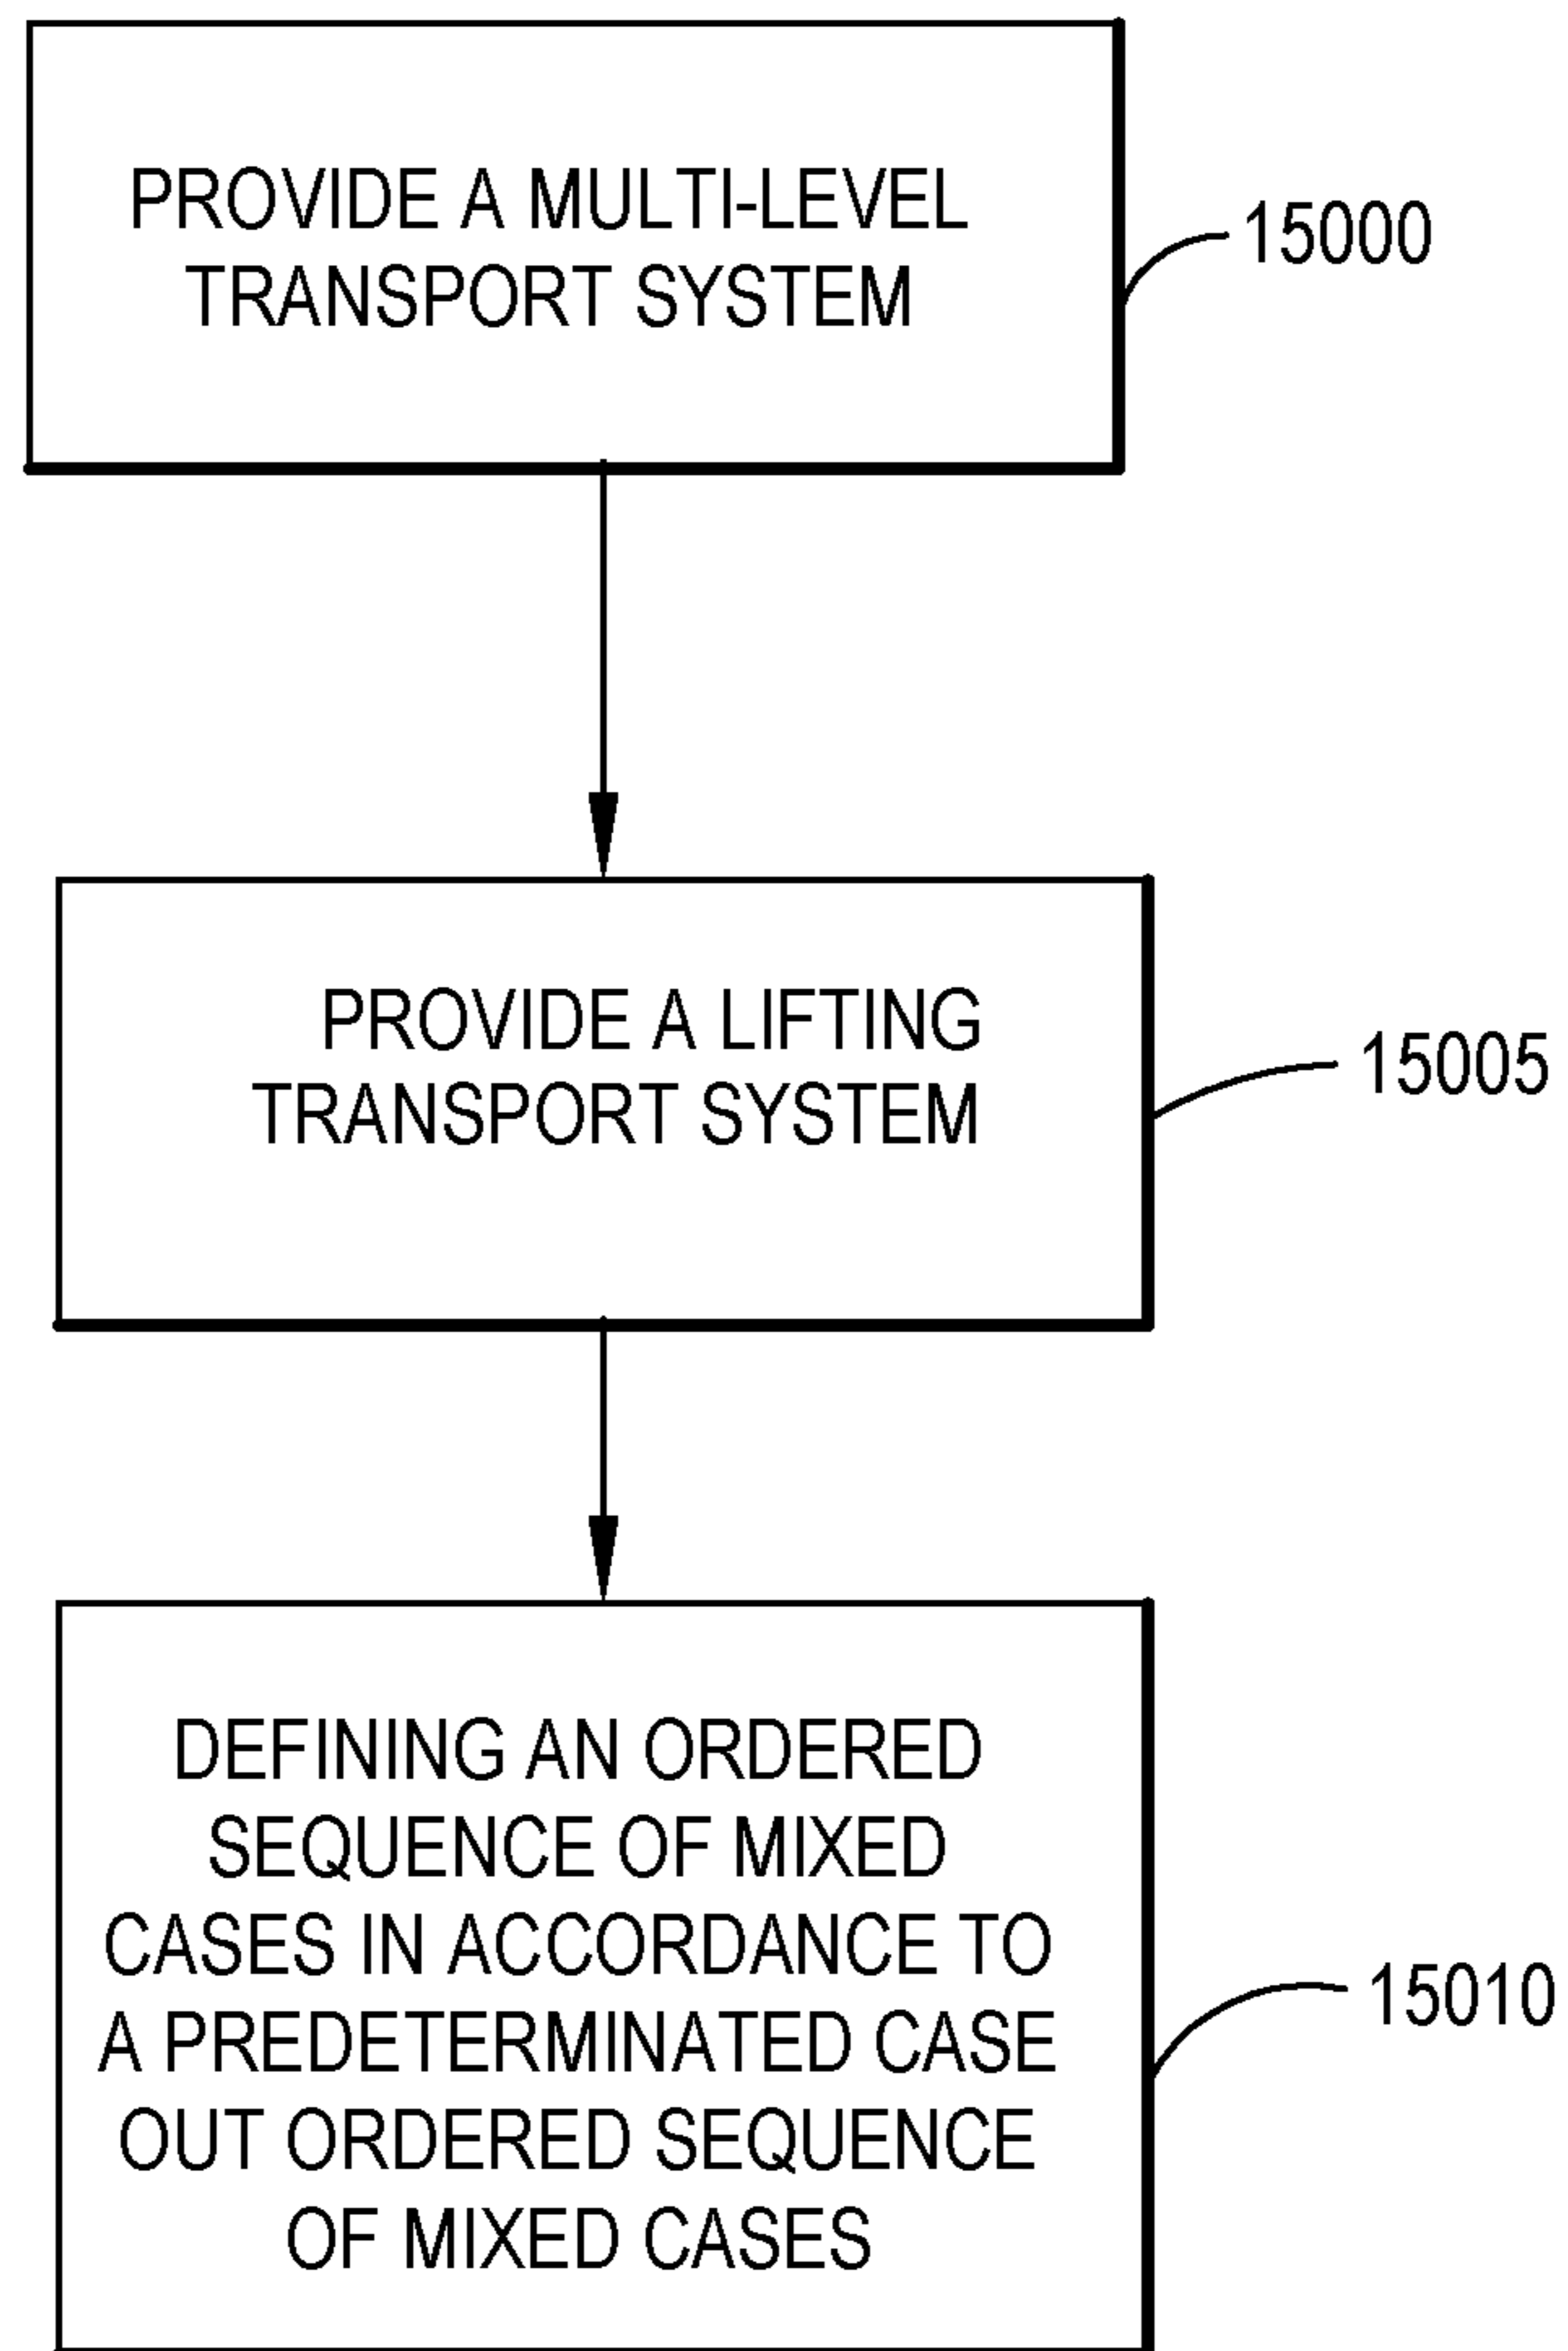 PROVIDE A MULTI-LEVEL
TRANSPORT SYSTEM
15000
PROVIDE A LIFTING
TRANSPORT SYSTEM
15005
DEFINING AN ORDERED
SEQUENCE OF MIXED
CASES IN ACCORDANCE TO
A PREDETERMINATED CASE
OUT ORDERED SEQUENCE
OF MIXED CASES
15010